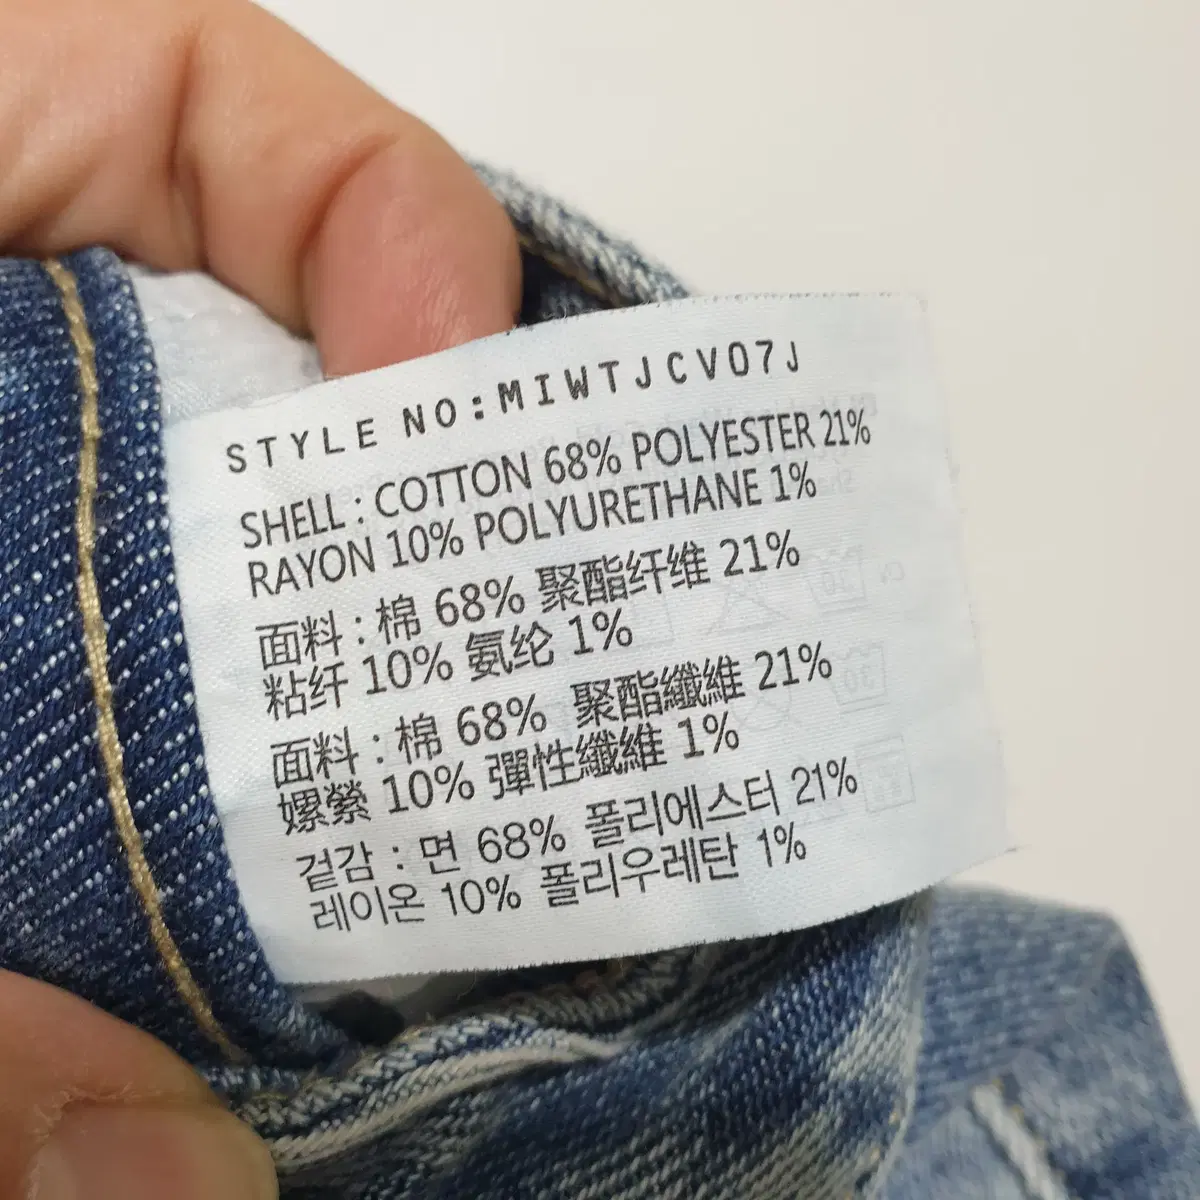 STYLE NO:MIWTJCV07J
SHELL : COTTON 68% POLYESTER 21%
RAYON 10% POLYURETHANE 1%
面料 : 棉 68% 聚酯纤维 21%
粘纤 10% 氨纶 1%
面料 : 棉 68% 聚酯纖維 21%
嫘縈 10% 彈性纖維 1%
겉감 : 면 68% 폴리에스터 21%
레이온 10% 폴리우레탄 1%